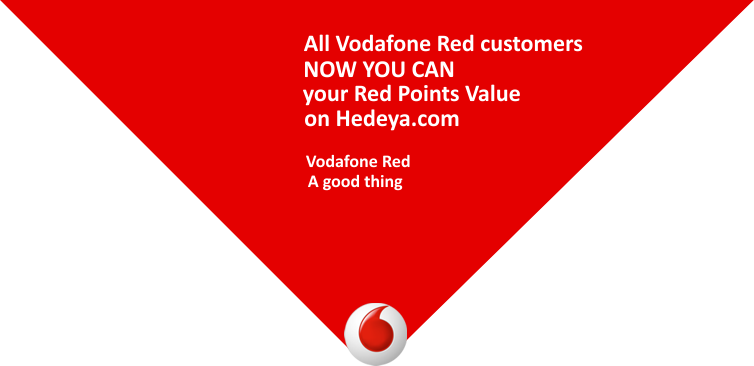 All Vodafone Red customers
NOW YOU CAN
your Red Points Value
on Hedeya.com
Vodafone Red
A good thing